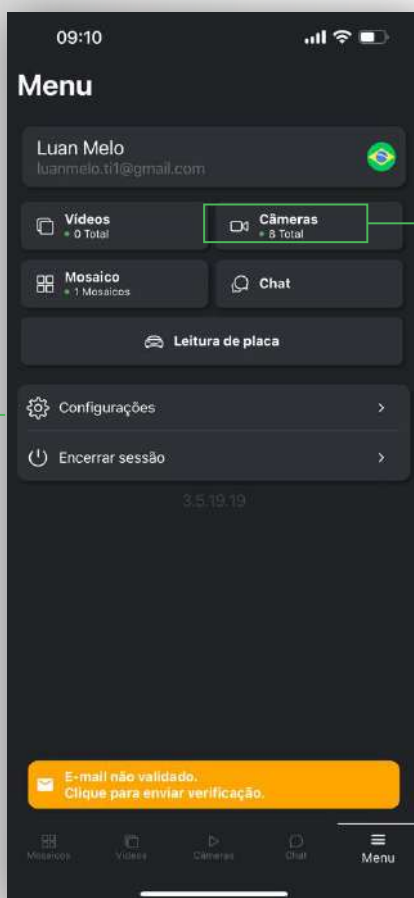 09:10
Menu
Luan Melo
luanmelo.ti1@gmail.com
Vídeos
0 Total
Câmeras
8 Total
Mosaico
1 Mosaicos
Chat
Leitura de placa
Configurações
Encerrar sessão
3.5.19.19
E-mail não validado.
Clique para enviar verificação.
Mosaicos
Vídeos
Câmeras
Chat
Menu